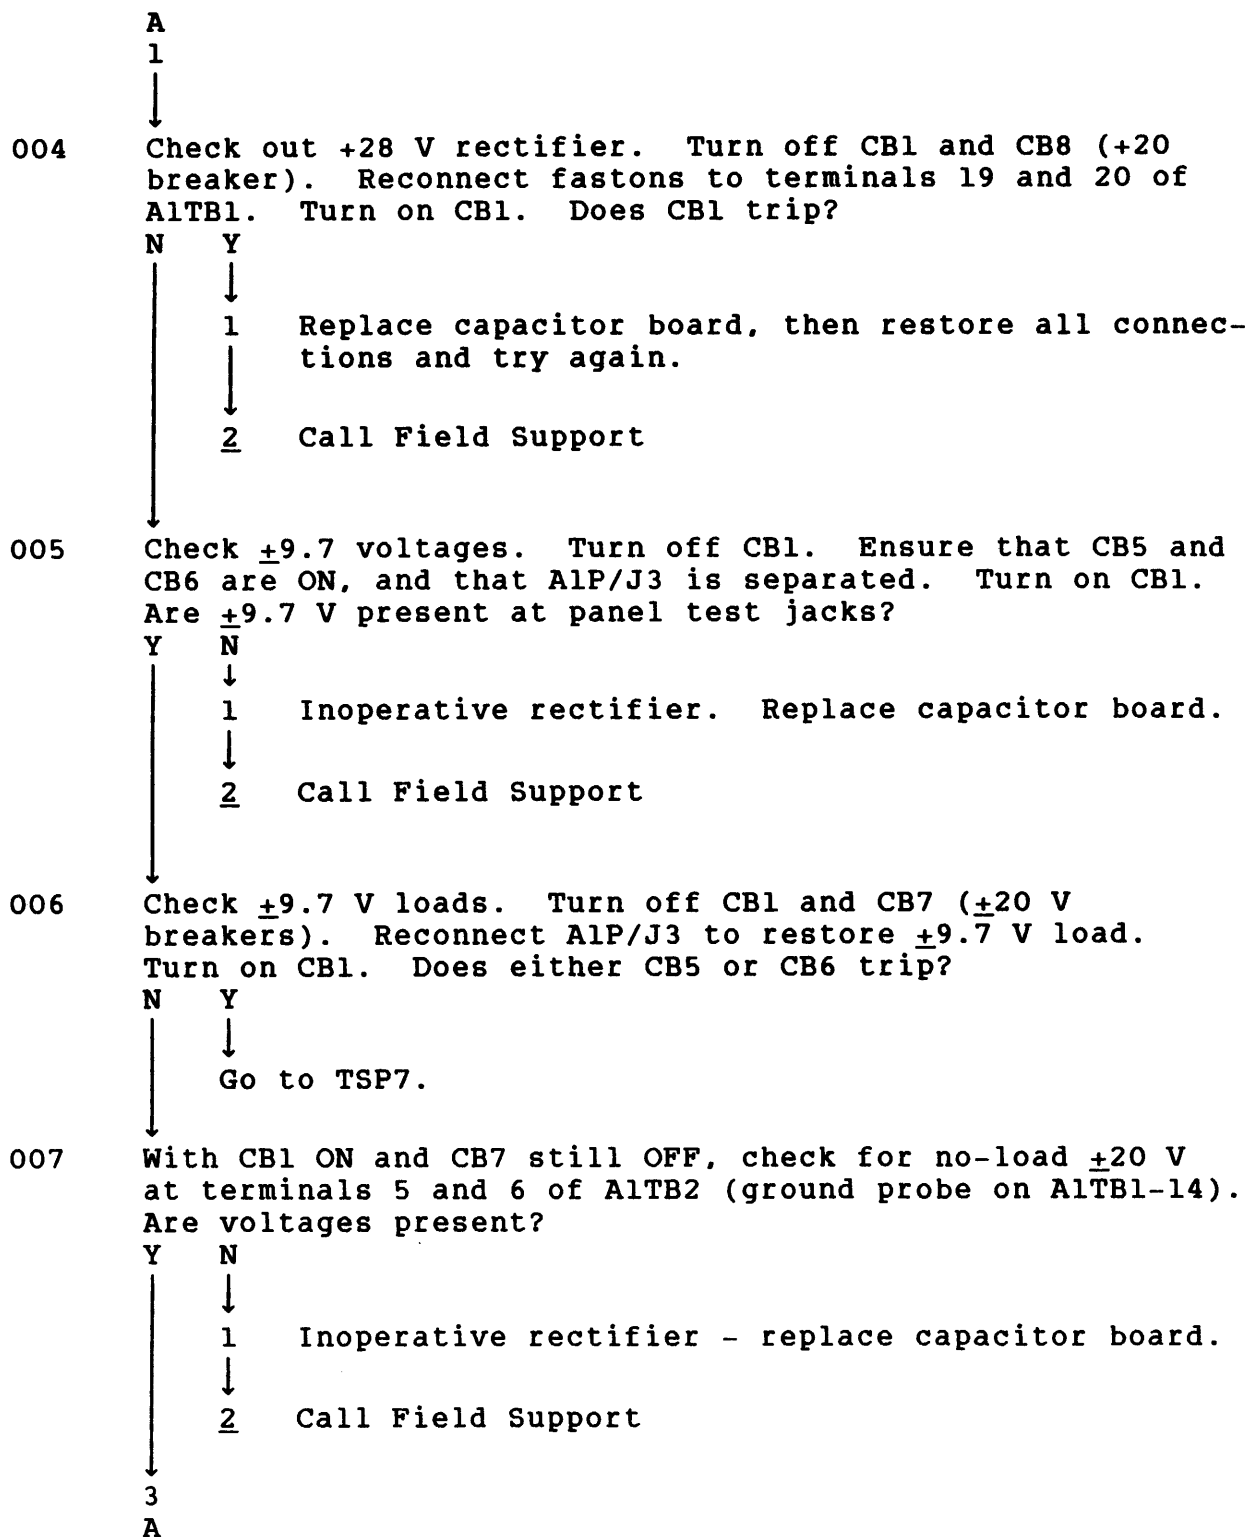 A
1
004 Check out +28 V rectifier. Turn off CB1 and CB8 (+20
breaker). Reconnect fastons to terminals 19 and 20 of
A1TB1. Turn on CB1. Does CB1 trip?
N Y
1 Replace capacitor board, then restore all connec-
tions and try again.
2 Call Field Support
005 Check ±9.7 voltages. Turn off CB1. Ensure that CB5 and
CB6 are ON, and that A1P/J3 is separated. Turn on CB1.
Are ±9.7 V present at panel test jacks?
Y N
1 Inoperative rectifier. Replace capacitor board.
2 Call Field Support
006 Check ±9.7 V loads. Turn off CB1 and CB7 (±20 V
breakers). Reconnect A1P/J3 to restore ±9.7 V load.
Turn on CB1. Does either CB5 or CB6 trip?
N Y
Go to TSP7.
007 With CB1 ON and CB7 still OFF, check for no-load ±20 V
at terminals 5 and 6 of A1TB2 (ground probe on A1TB1-14).
Are voltages present?
Y N
1 Inoperative rectifier - replace capacitor board.
2 Call Field Support
3
A